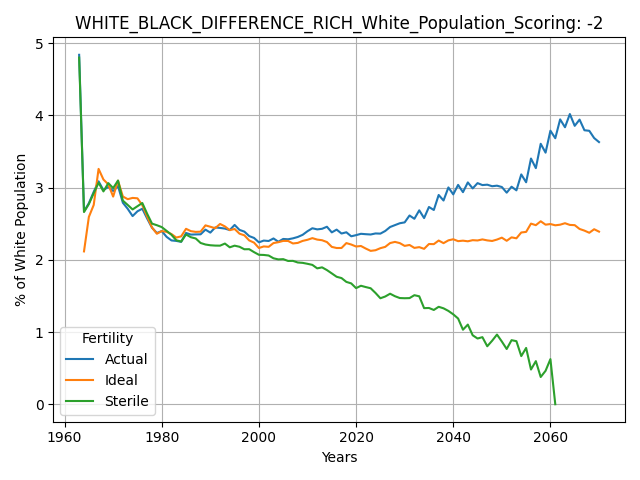 WHITE_BLACK_DIFFERENCE_RICH_White_Population_Scoring: -2
% of White Population
5
4
3
2
1
0
Fertility
Actual
Ideal
Sterile
1960
1980
2000
2020
2040
2060
Years